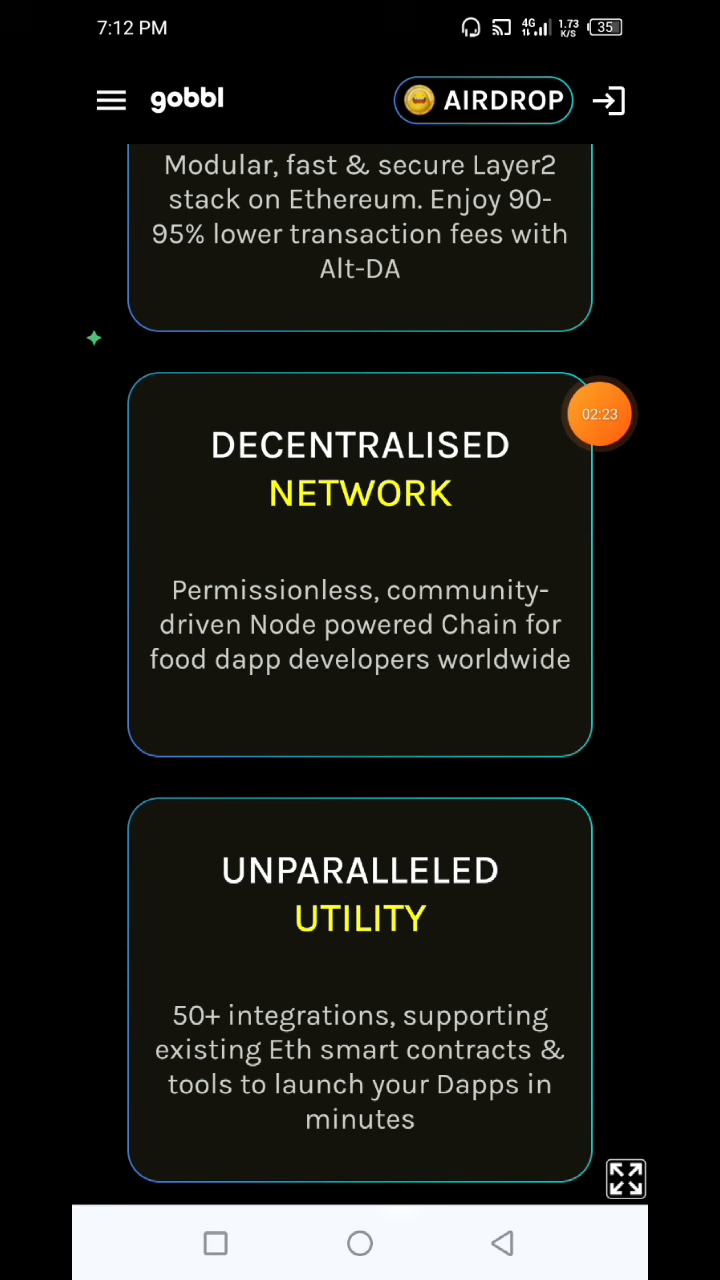 7:12 PM
4G
1.73
K/S
35
gobbl
AIRDROP
Modular, fast & secure Layer2
stack on Ethereum. Enjoy 90-
95% lower transaction fees with
Alt-DA
02:23
DECENTRALISED
NETWORK
Permissionless, community-
driven Node powered Chain for
food dapp developers worldwide
UNPARALLELED
UTILITY
50+ integrations, supporting
existing Eth smart contracts &
tools to launch your Dapps in
minutes